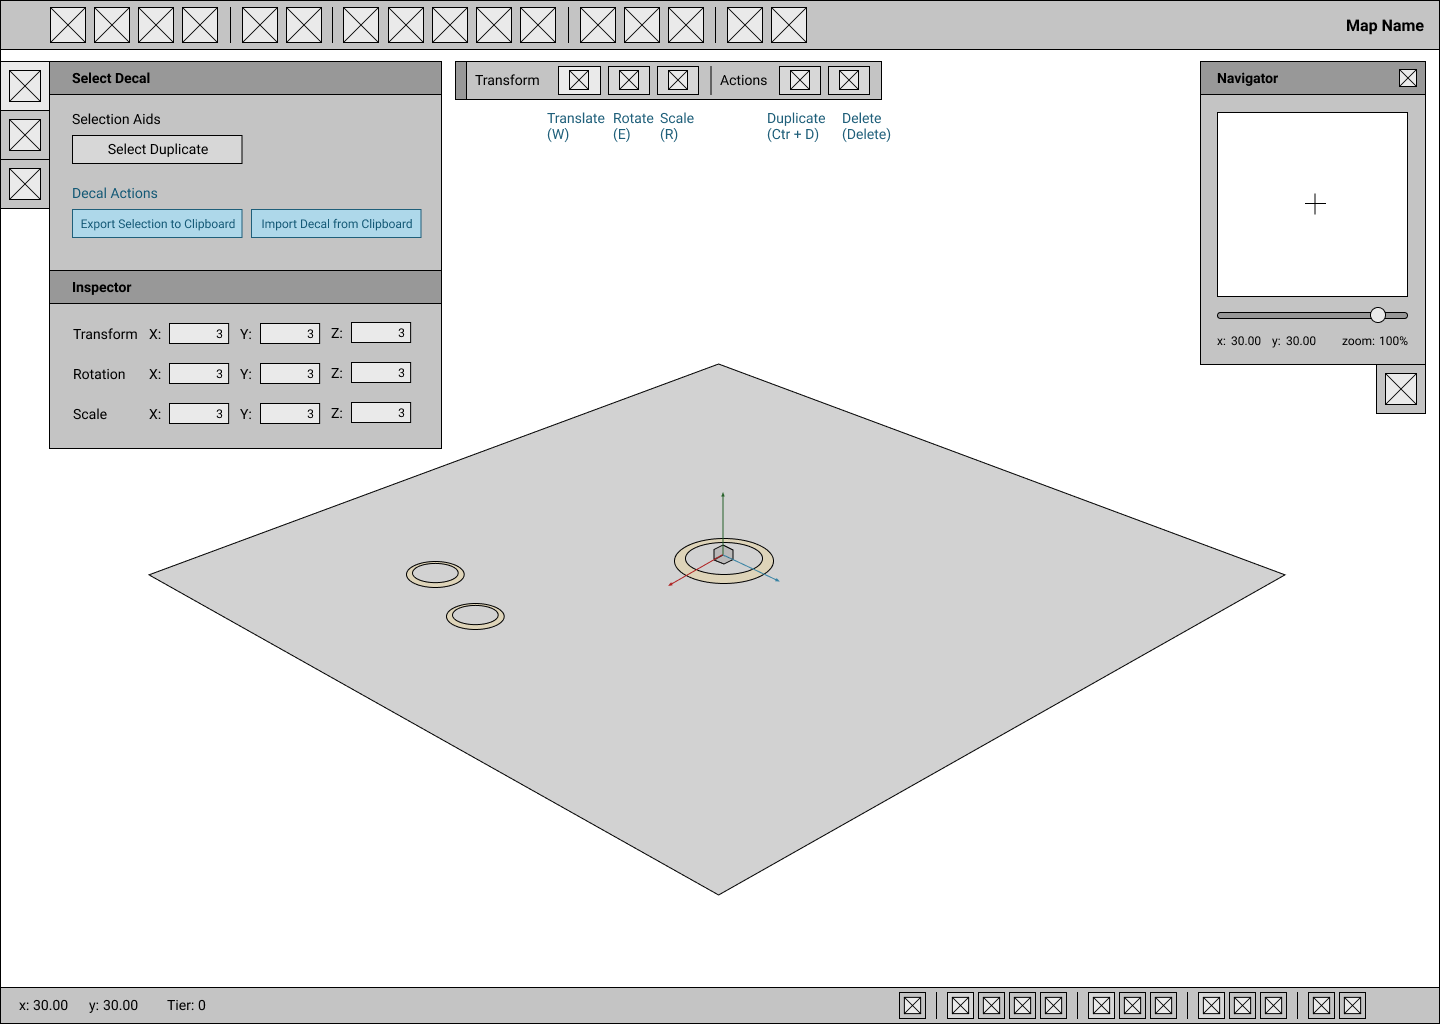 Map Name
Select Decal
Selection Aids
Select Duplicate
Decal Actions
Export Selection to Clipboard
Import Decal from Clipboard
Inspector
Transform X: 3 Y: 3 Z: 3
Rotation X: 3 Y: 3 Z: 3
Scale X: 3 Y: 3 Z: 3
Transform
Actions
Translate
(W)
Rotate
(E)
Scale
(R)
Duplicate
(Ctr + D)
Delete
(Delete)
Navigator
x: 30.00 y: 30.00 zoom: 100%
x: 30.00 y: 30.00 Tier: 0